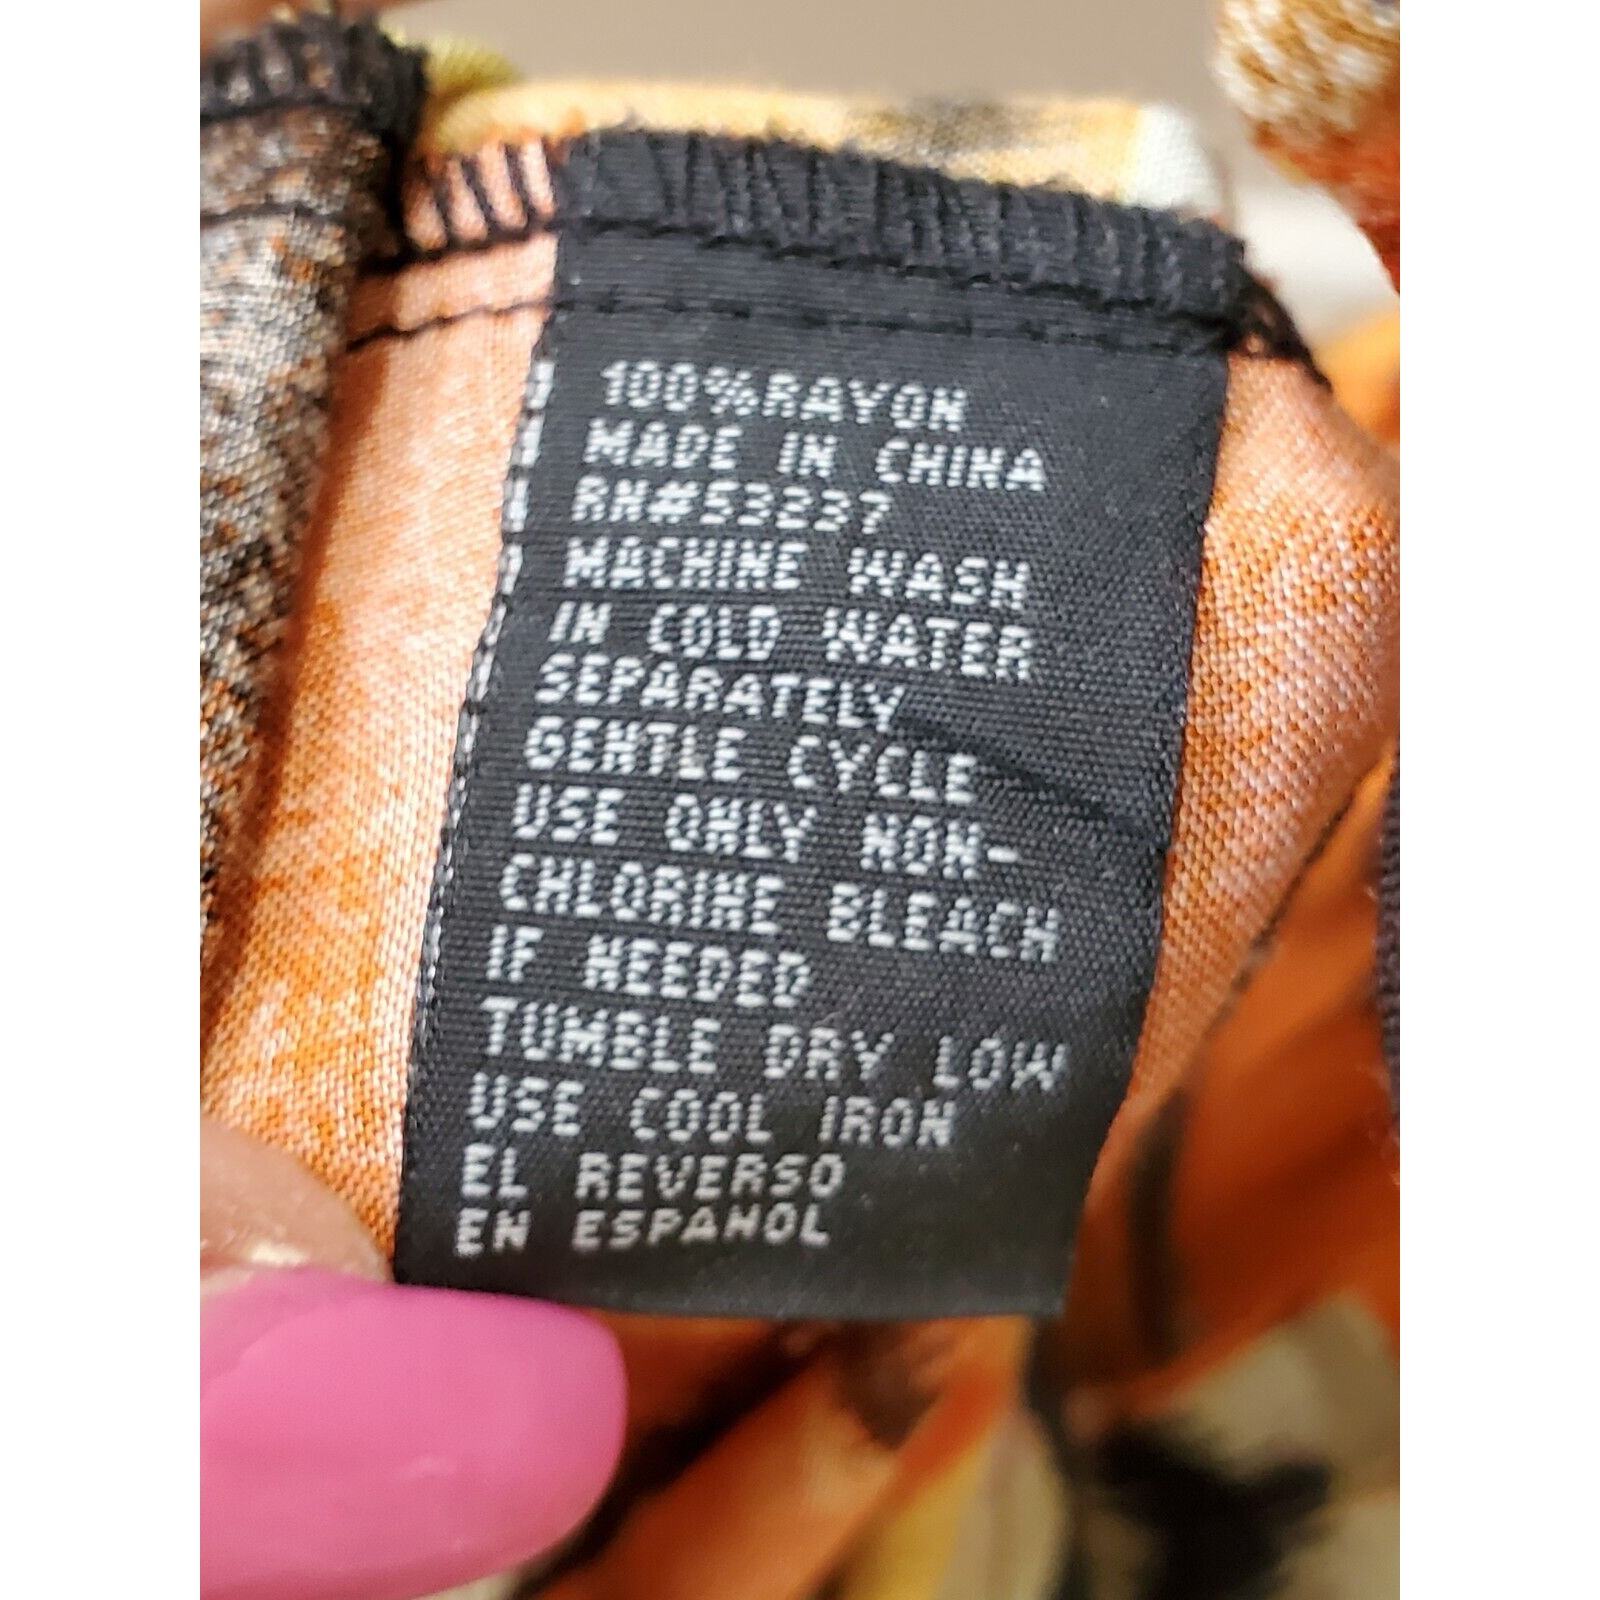 100%RAYON
MADE IN CHINA
RN#53237
MACHINE WASH
IN COLD WATER
SEPARATELY
GENTLE CYCLE
USE ONLY NON-
CHLORINE BLEACH
IF NEEDED
TUMBLE DRY LOW
USE COOL IRON
EL REVERSO
EN ESPANOL